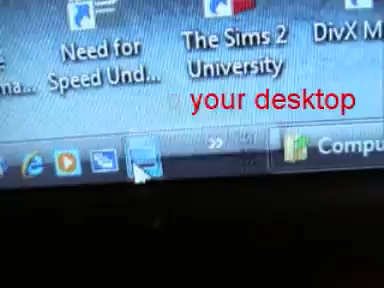 Need for
Speed Und...
The Sims 2
University
DivX M
ma...
your desktop
»
Compu